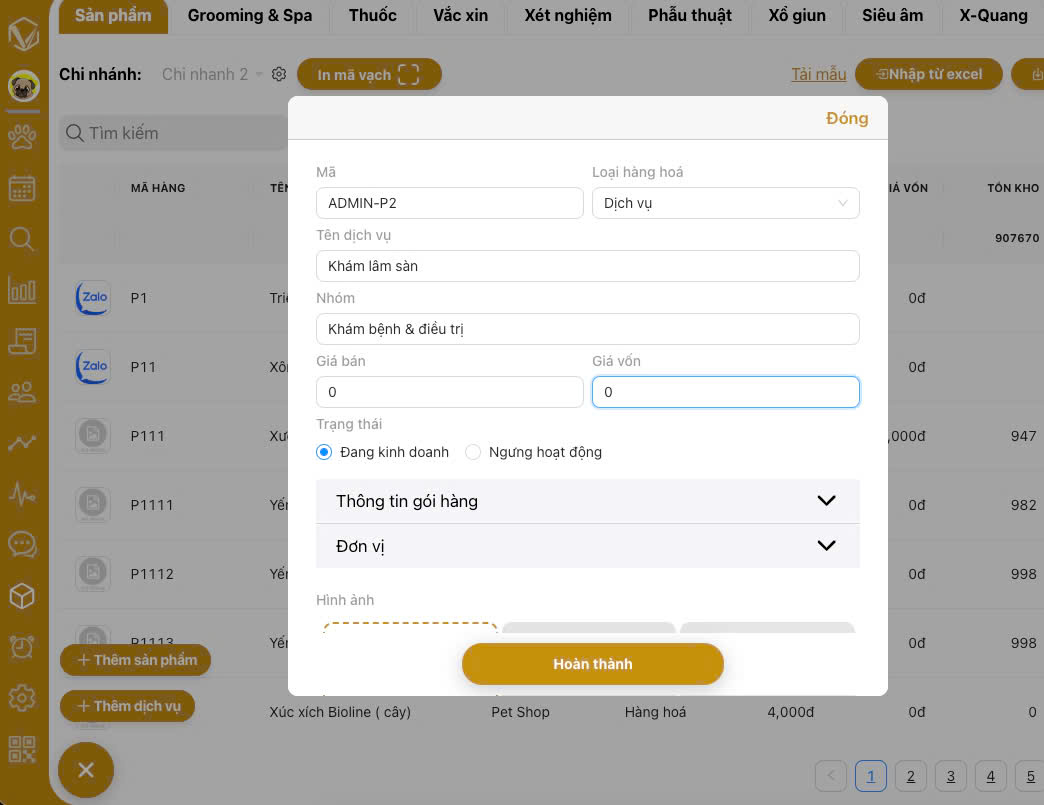 Sản phẩm Grooming & Spa Thuốc Vắc xin Xét nghiệm Phẫu thuật Xổ giun Siêu âm X-Quang
Chi nhánh: Chi nhanh 2 In mã vạch Tải mẫu Nhập từ excel
Đóng
Tìm kiếm
Mã Loại hàng hoá
MÃ HÀNG TÊN GIÁ VỐN TỒN KHO
ADMIN-P2 Dịch vụ
Tên dịch vụ
907670
Khám lâm sàn
Zalo P1 Nhóm 0đ
Khám bệnh & điều trị
Giá bán Giá vốn
Zalo P11 0đ
0 0
Trạng thái
P111 ,000đ 947
Đang kinh doanh Ngưng hoạt động
Thông tin gói hàng
P1111 0đ 982
Đơn vị
P1112 0đ 998
Hình ảnh
P1113 0đ 998
Thêm sản phẩm
Hoàn thành
Thêm dịch vụ
Xúc xích Bioline ( cây) Pet Shop Hàng hoá 4,000đ 0đ 0
1 2 3 4 5